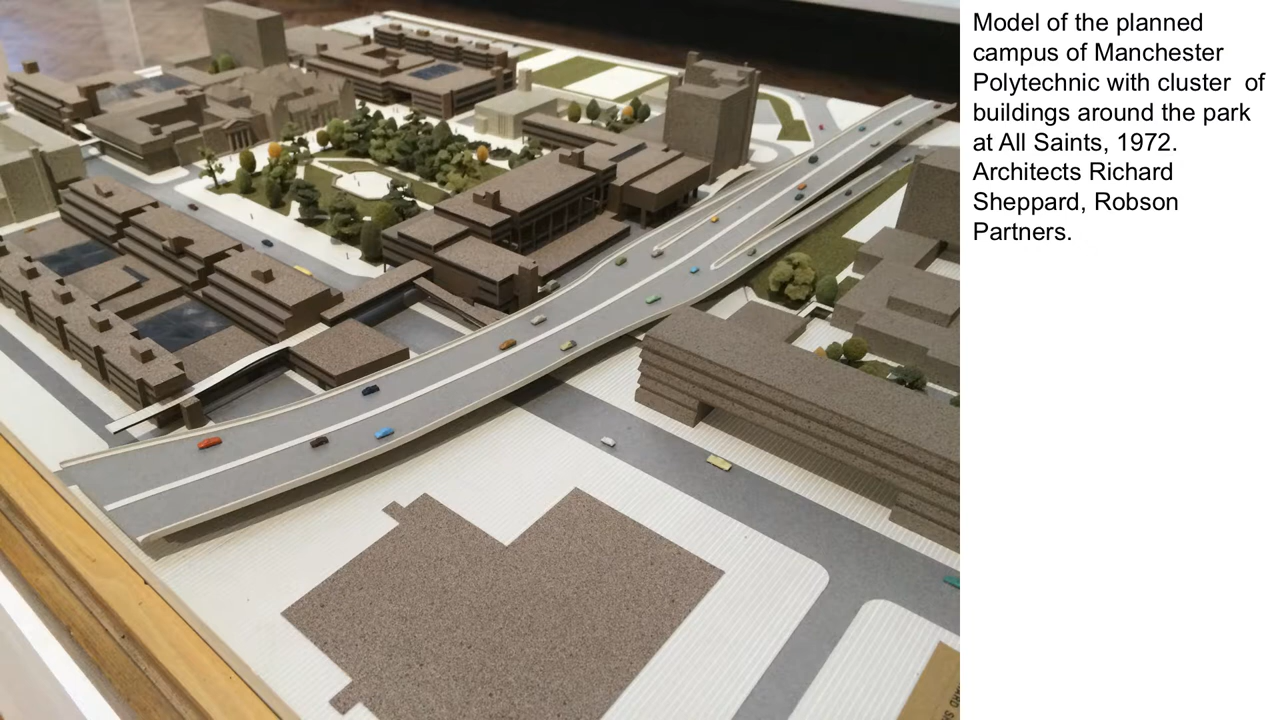 Model of the planned
campus of Manchester
Polytechnic with cluster  of
buildings around the park
at All Saints, 1972.
Architects Richard
Sheppard, Robson
Partners.